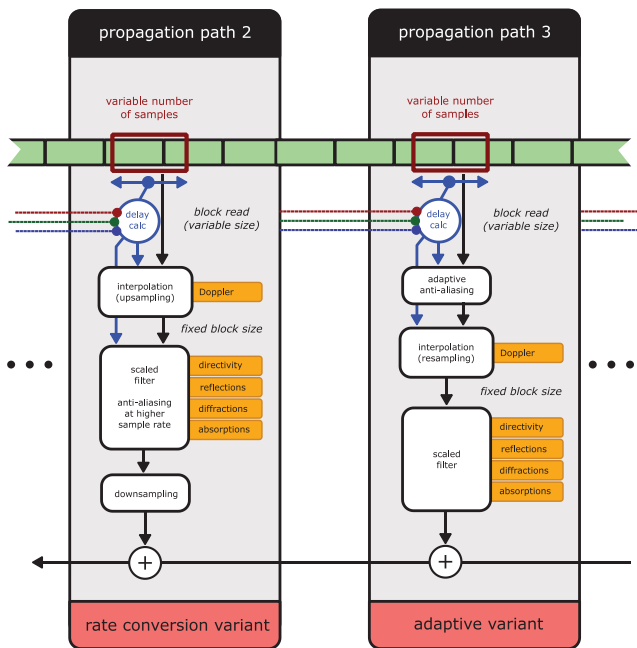 propagation path 2
variable number
of samples
delay
calc
block read
(variable size)
interpolation
(upsampling)
Doppler
fixed block size
scaled
filter
anti-aliasing
at higher
sample rate
directivity
reflections
diffractions
absorptions
downsampling
+
rate conversion variant
propagation path 3
variable number
of samples
delay
calc
block read
(variable size)
adaptive
anti-aliasing
interpolation
(resampling)
Doppler
fixed block size
scaled
filter
directivity
reflections
diffractions
absorptions
+
adaptive variant